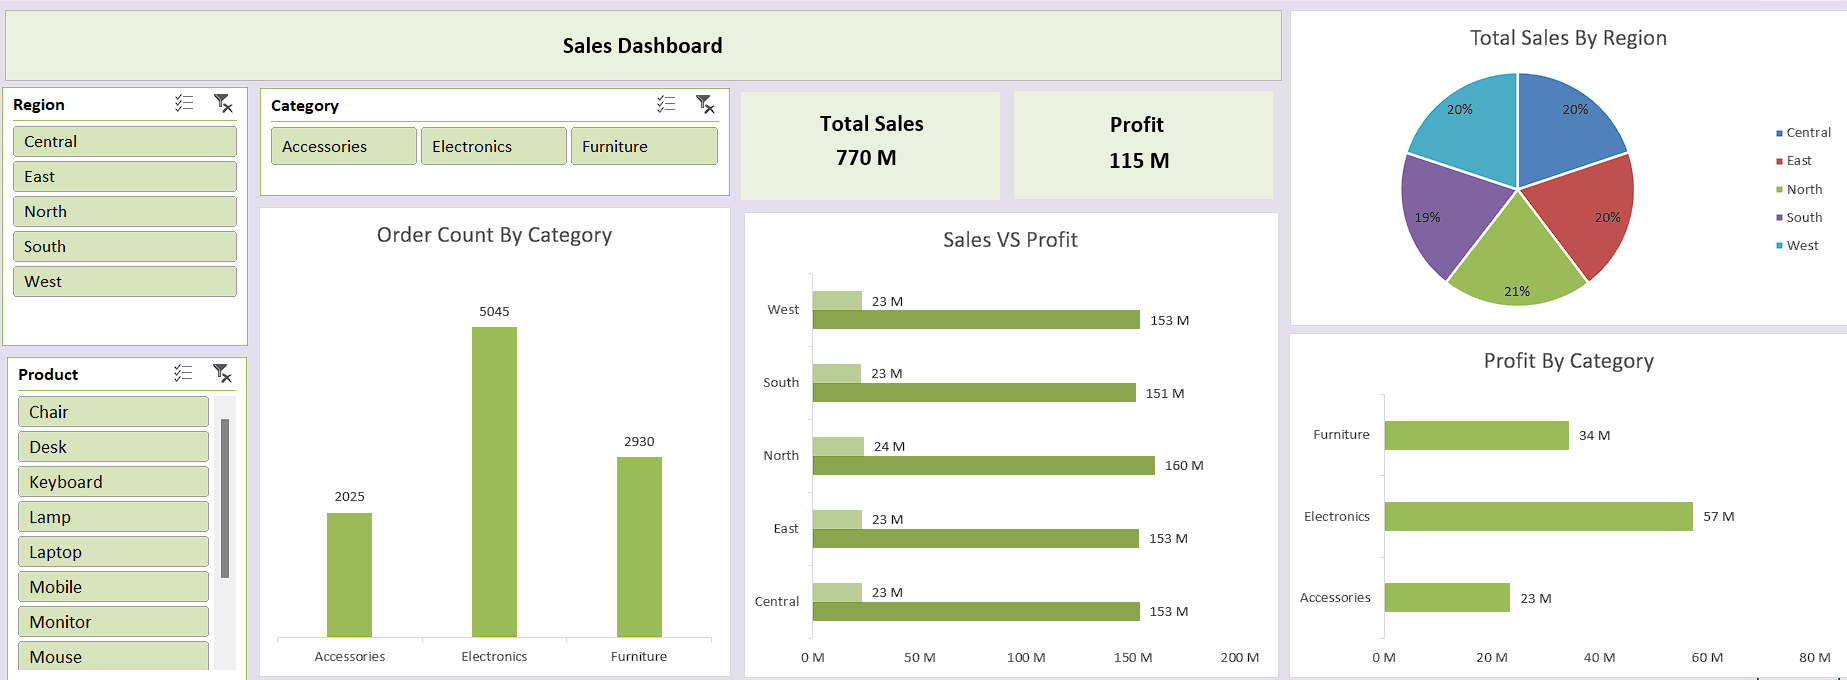 Sales Dashboard
Region
Central
East
North
South
West
Category
Accessories Electronics Furniture
Total Sales
770 M
Profit
115 M
Product
Chair
Desk
Keyboard
Lamp
Laptop
Mobile
Monitor
Mouse
Order Count By Category
5045
2930
2025
Accessories Electronics Furniture
Sales VS Profit
West 23 M
153 M
South 23 M
151 M
North 24 M
160 M
East 23 M
153 M
Central 23 M
153 M
0 M 50 M 100 M 150 M 200 M
Total Sales By Region
20% 20%
19% 20%
21%
Central
East
North
South
West
Profit By Category
Furniture 34 M
Electronics 57 M
Accessories 23 M
0 M 20 M 40 M 60 M 80 M